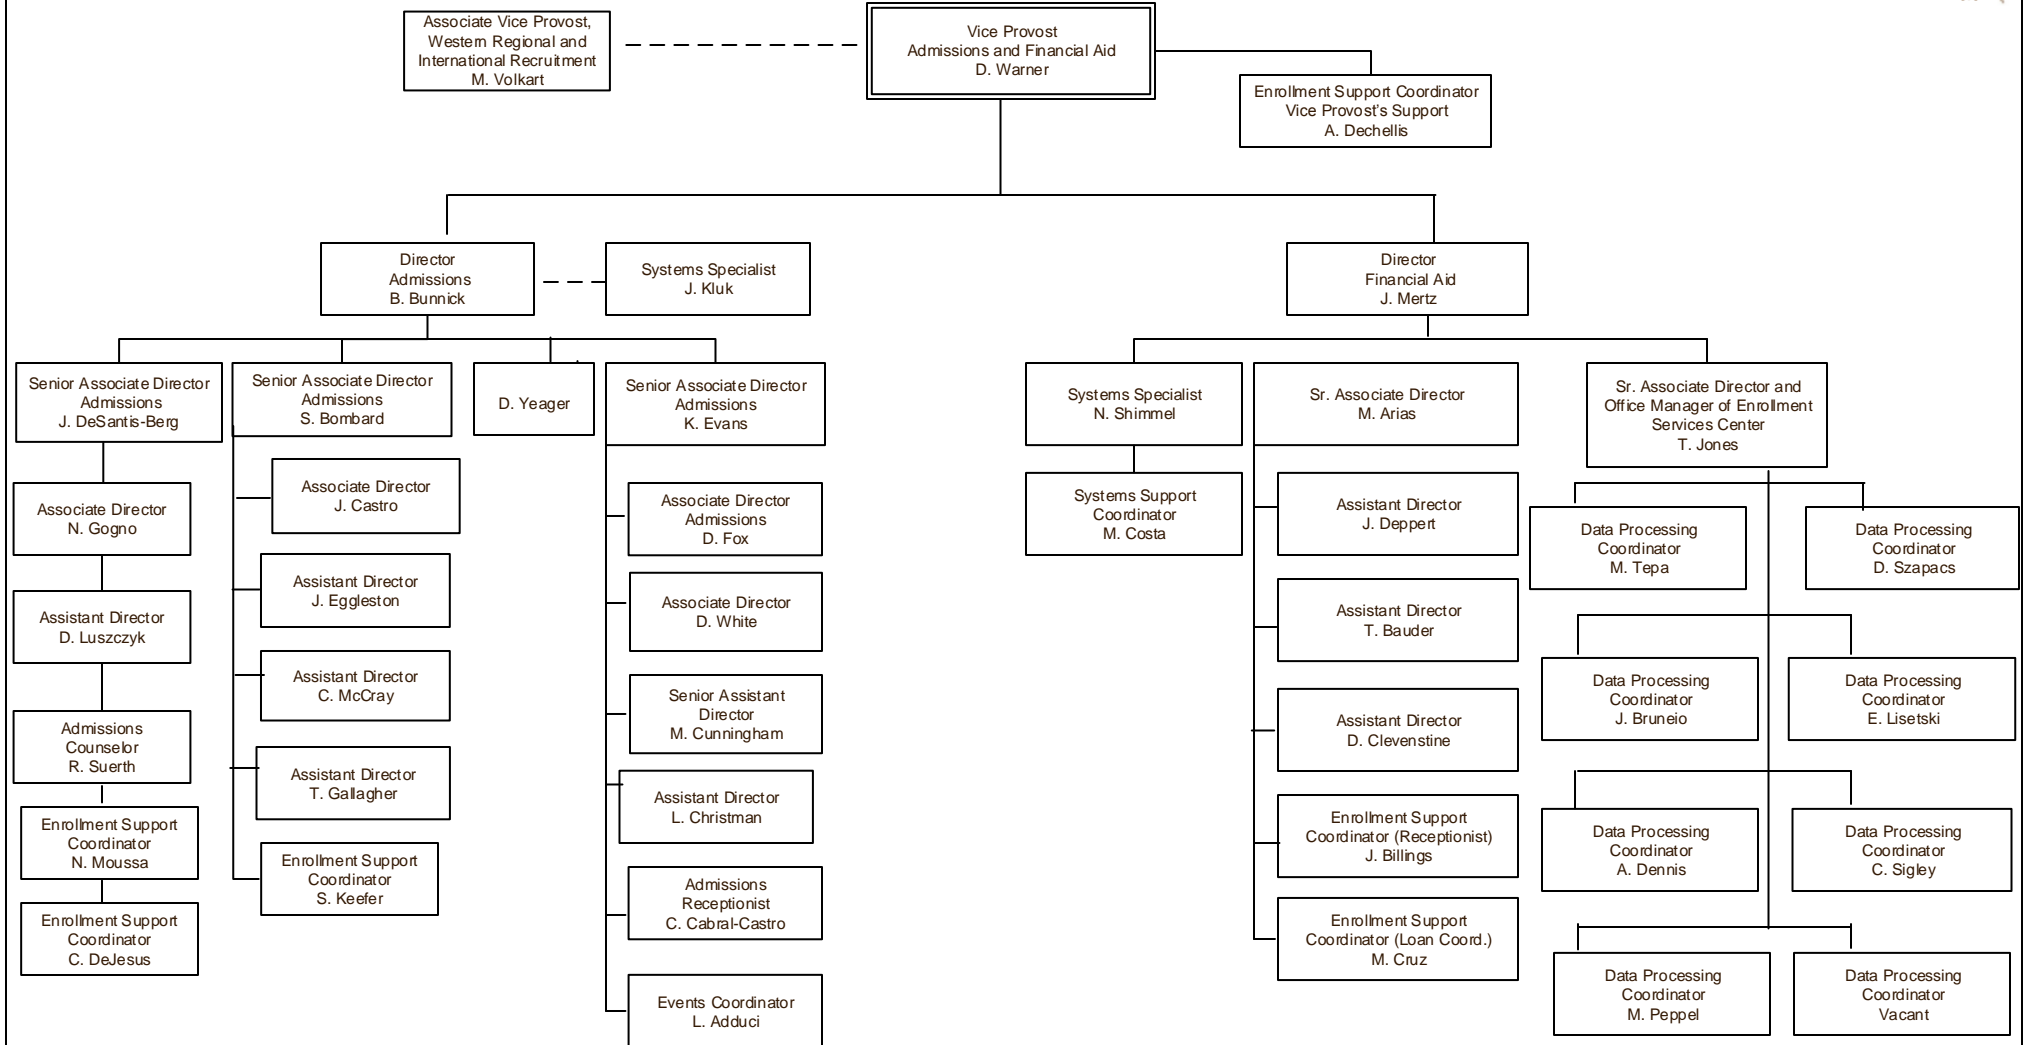 Associate Vice Provost,
Western Regional and
International Recruitment
M. Volkart
Vice Provost
Admissions and Financial Aid
D. Warner
Enrollment Support Coordinator
Vice Provost's Support
A. Dechellis
Director
Admissions
B. Bunnick
Systems Specialist
J. Kluk
Director
Financial Aid
J. Mertz
Senior Associate Director
Admissions
J. DeSantis-Berg
Associate Director
N. Gogno
Assistant Director
D. Luszczyk
Admissions
Counselor
R. Suerth
Enrollment Support
Coordinator
N. Moussa
Enrollment Support
Coordinator
C. DeJesus
Senior Associate Director
Admissions
S. Bombard
Associate Director
J. Castro
Assistant Director
J. Eggleston
Assistant Director
C. McCray
Assistant Director
T. Gallagher
Enrollment Support
Coordinator
S. Keefer
D. Yeager
Senior Associate Director
Admissions
K. Evans
Associate Director
Admissions
D. Fox
Associate Director
D. White
Senior Assistant
Director
M. Cunningham
Assistant Director
L. Christman
Admissions
Receptionist
C. Cabral-Castro
Events Coordinator
L. Adduci
Systems Specialist
N. Shimmel
Systems Support
Coordinator
M. Costa
Sr. Associate Director
M. Arias
Assistant Director
J. Deppert
Assistant Director
T. Bauder
Assistant Director
D. Clevenstine
Enrollment Support
Coordinator (Receptionist)
J. Billings
Enrollment Support
Coordinator (Loan Coord.)
M. Cruz
Sr. Associate Director and
Office Manager of Enrollment
Services Center
T. Jones
Data Processing
Coordinator
M. Tepa
Data Processing
Coordinator
D. Szapacs
Data Processing
Coordinator
J. Bruneio
Data Processing
Coordinator
E. Lisetski
Data Processing
Coordinator
A. Dennis
Data Processing
Coordinator
C. Sigley
Data Processing
Coordinator
M. Peppel
Data Processing
Coordinator
Vacant